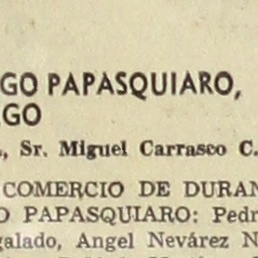 GO PAPASQUIARO,
GO
, Sr. Miguel Carrasco C.
COMERCIO DE DURAN
O PAPASQUIARO: Pedr
galado, Angel Nevárez N